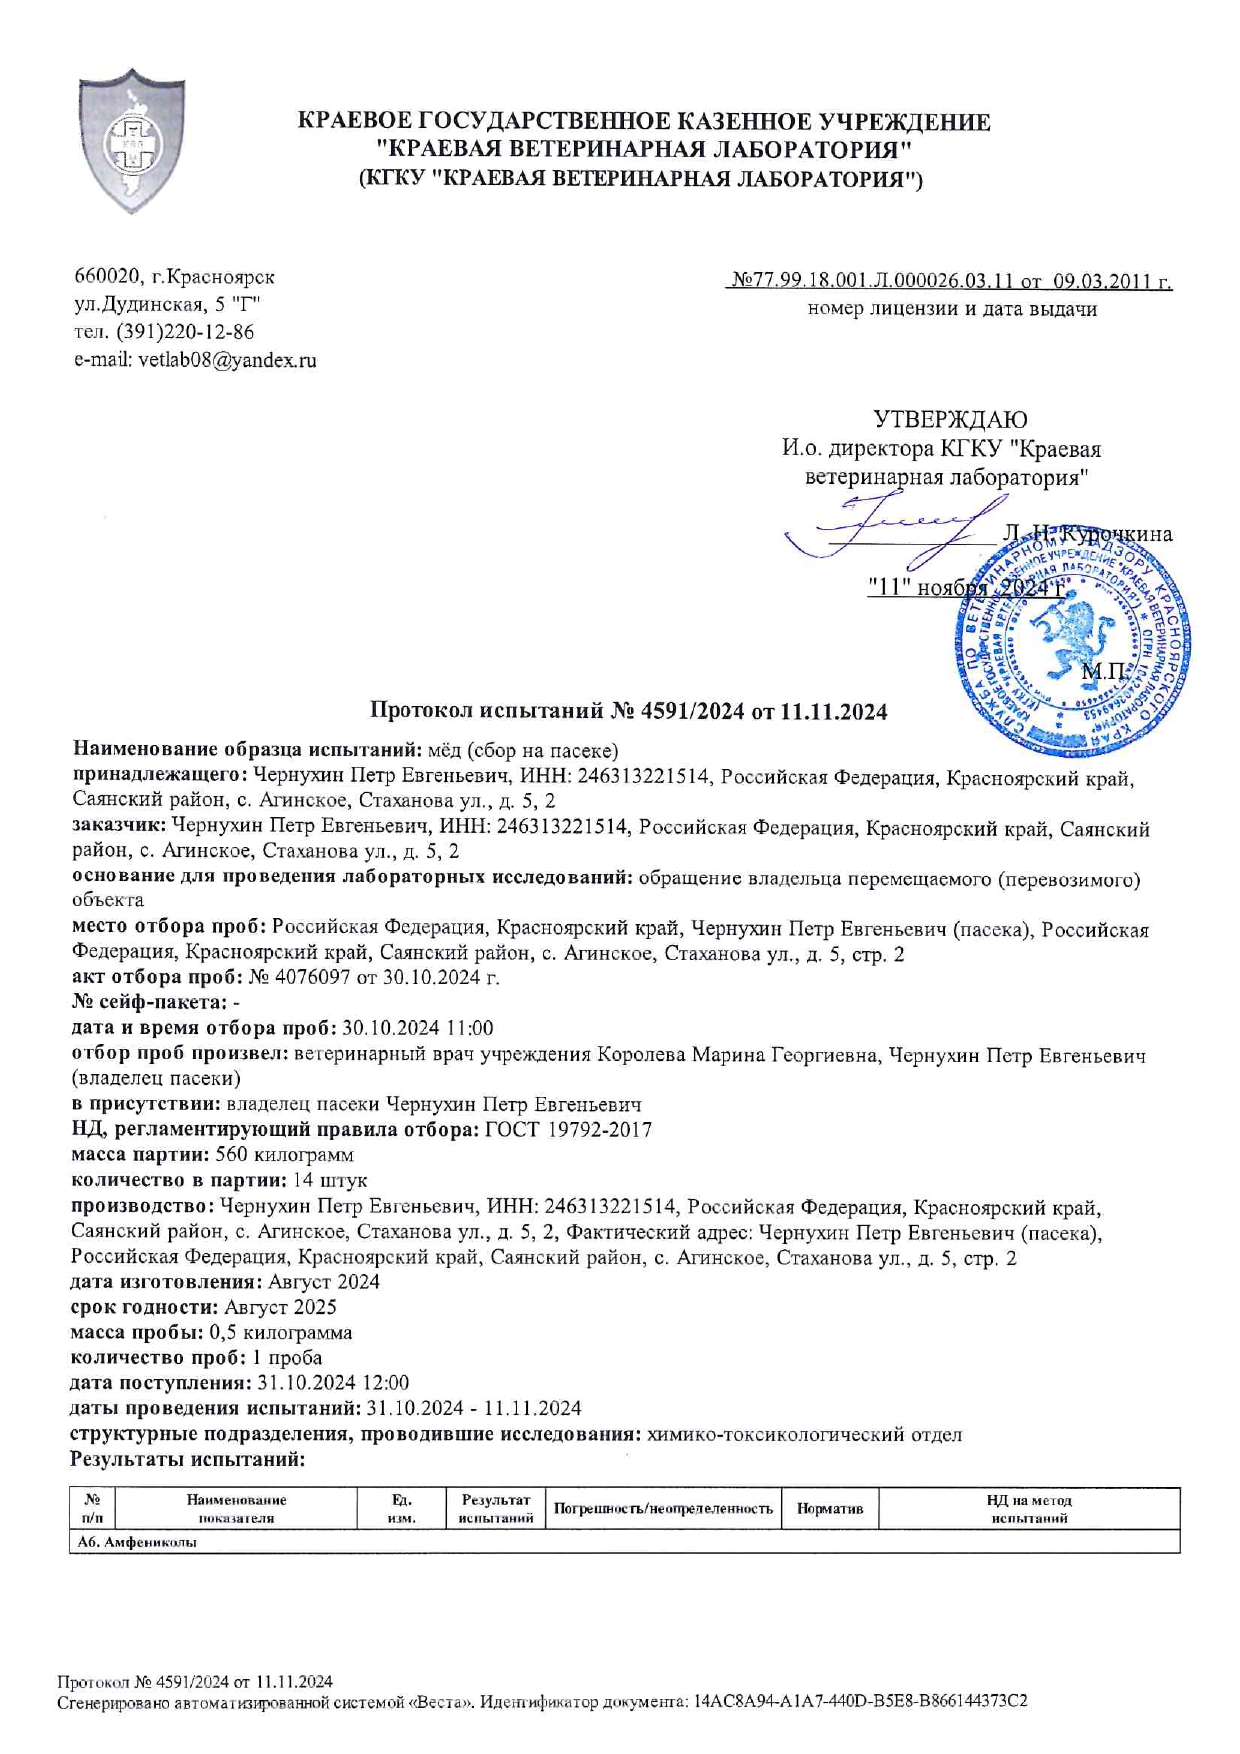 КРАЕВОЕ ГОСУДАРСТВЕННОЕ КАЗЕННОЕ УЧРЕЖДЕНИЕ
"КРАЕВАЯ ВЕТЕРИНАРНАЯ ЛАБОРАТОРИЯ"
(КГКУ "КРАЕВАЯ ВЕТЕРИНАРНАЯ ЛАБОРАТОРИЯ")
660020, г.Красноярск
ул.Дудинская, 5 "Г"
тел. (391)220-12-86
e-mail: vetlab08@yandex.ru
№77.99.18.001.Л.000026.03.11 от 09.03.2011 г.
номер лицензии и дата выдачи
УТВЕРЖДАЮ
И.о. директора КГКУ "Краевая
ветеринарная лаборатория"
Л. Н. Курочкина
"11" ноября 2024 г.
М.П.
Протокол испытаний № 4591/2024 от 11.11.2024
Наименование образца испытаний: мёд (сбор на пасеке)
принадлежащего: Чернухин Петр Евгеньевич, ИНН: 246313221514, Российская Федерация, Красноярский край,
Саянский район, с. Агинское, Стаханова ул., д. 5, 2
заказчик: Чернухин Петр Евгеньевич, ИНН: 246313221514, Российская Федерация, Красноярский край, Саянский
район, с. Агинское, Стаханова ул., д. 5, 2
основание для проведения лабораторных исследований: обращение владельца перемещаемого (перевозимого)
объекта
место отбора проб: Российская Федерация, Красноярский край, Чернухин Петр Евгеньевич (пасека), Российская
Федерация, Красноярский край, Саянский район, с. Агинское, Стаханова ул., д. 5, стр. 2
акт отбора проб: № 4076097 от 30.10.2024 г.
№ сейф-пакета: -
дата и время отбора проб: 30.10.2024 11:00
отбор проб произвел: ветеринарный врач учреждения Королева Марина Георгиевна, Чернухин Петр Евгеньевич
(владелец пасеки)
в присутствии: владелец пасеки Чернухин Петр Евгеньевич
НД, регламентирующий правила отбора: ГОСТ 19792-2017
масса партии: 560 килограмм
количество в партии: 14 штук
производство: Чернухин Петр Евгеньевич, ИНН: 246313221514, Российская Федерация, Красноярский край,
Саянский район, с. Агинское, Стаханова ул., д. 5, 2, Фактический адрес: Чернухин Петр Евгеньевич (пасека),
Российская Федерация, Красноярский край, Саянский район, с. Агинское, Стаханова ул., д. 5, стр. 2
дата изготовления: Август 2024
срок годности: Август 2025
масса пробы: 0,5 килограмма
количество проб: 1 проба
дата поступления: 31.10.2024 12:00
даты проведения испытаний: 31.10.2024 - 11.11.2024
структурные подразделения, проводившие исследования: химико-токсикологический отдел
Результаты испытаний:
№ п/п Наименование показателя Ед. изм. Результат испытаний Погрешность/неопределенность Норматив НД на метод испытаний
А6. Амфениколы
Протокол № 4591/2024 от 11.11.2024
Сгенерировано автоматизированной системой «Веста». Идентификатор документа: 14AC8A94-A1A7-440D-B5E8-B866144373C2